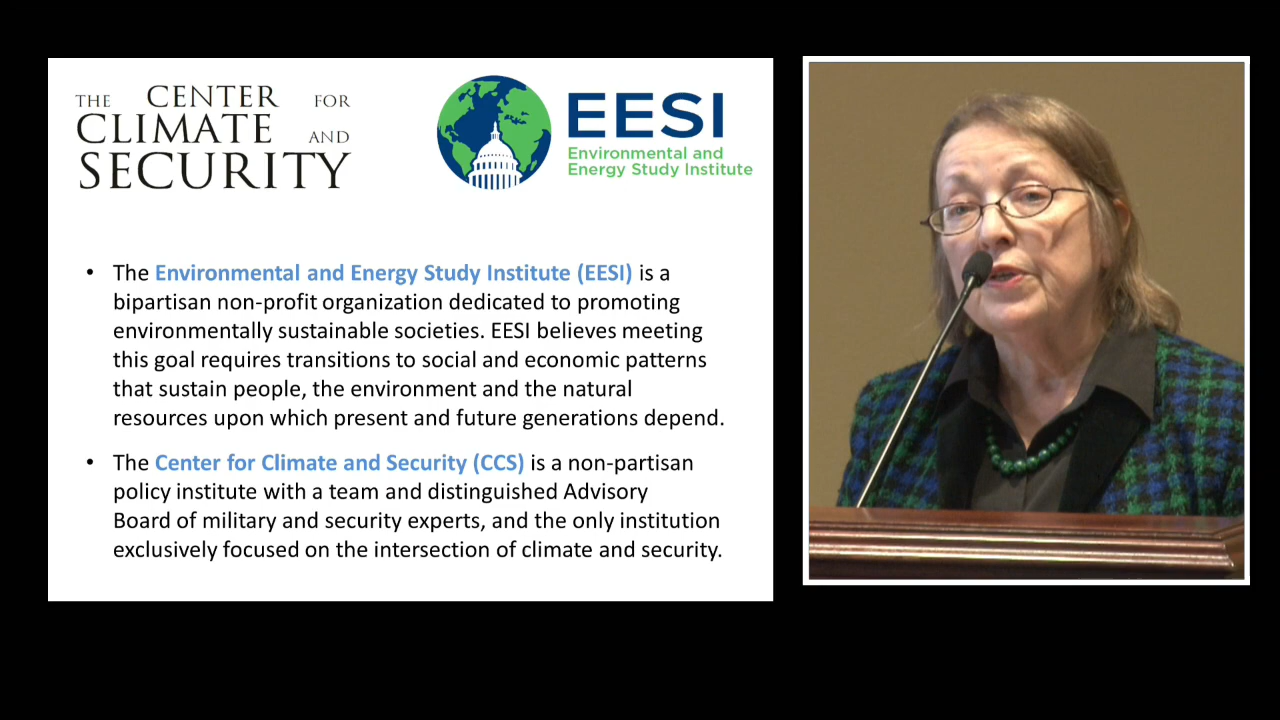 THE CENTER FOR
CLIMATE AND
SECURITY
EESI
Environmental and
Energy Study Institute
• The Environmental and Energy Study Institute (EESI) is a
bipartisan non-profit organization dedicated to promoting
environmentally sustainable societies. EESI believes meeting
this goal requires transitions to social and economic patterns
that sustain people, the environment and the natural
resources upon which present and future generations depend.
• The Center for Climate and Security (CCS) is a non-partisan
policy institute with a team and distinguished Advisory
Board of military and security experts, and the only institution
exclusively focused on the intersection of climate and security.